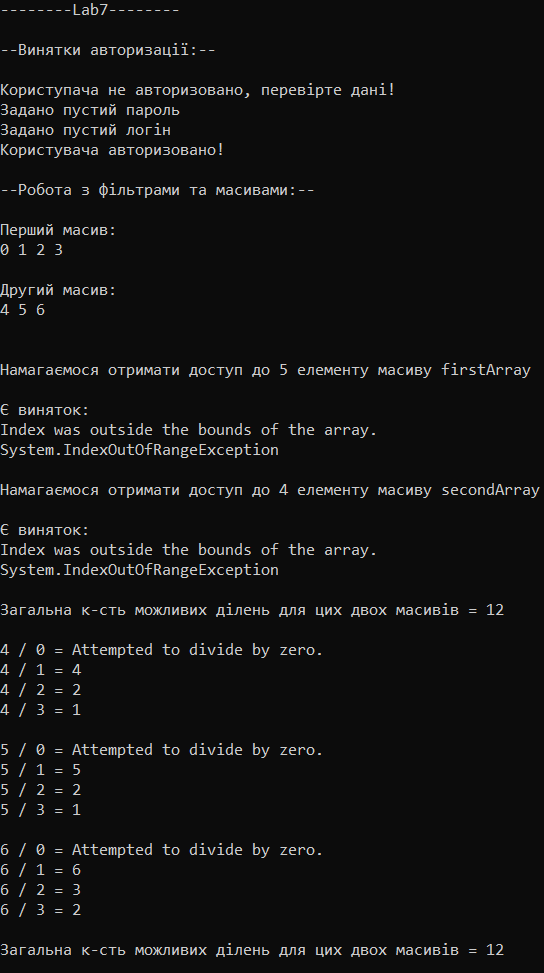 --------Lab7--------
--Винятки авторизації:--
Користупача не авторизовано, перевірте дані!
Задано пустий пароль
Задано пустий логін
Користувача авторизовано!
--Робота з фільтрами та масивами:--
Перший масив:
0 1 2 3
Другий масив:
4 5 6
Намагаємося отримати доступ до 5 елементу масиву firstArray
Є виняток:
Index was outside the bounds of the array.
System.IndexOutOfRangeException
Намагаємося отримати доступ до 4 елементу масиву secondArray
Є виняток:
Index was outside the bounds of the array.
System.IndexOutOfRangeException
Загальна к-сть можливих ділень для цих двох масивів = 12
4 / 0 = Attempted to divide by zero.
4 / 1 = 4
4 / 2 = 2
4 / 3 = 1
5 / 0 = Attempted to divide by zero.
5 / 1 = 5
5 / 2 = 2
5 / 3 = 1
6 / 0 = Attempted to divide by zero.
6 / 1 = 6
6 / 2 = 3
6 / 3 = 2
Загальна к-сть можливих ділень для цих двох масивів = 12